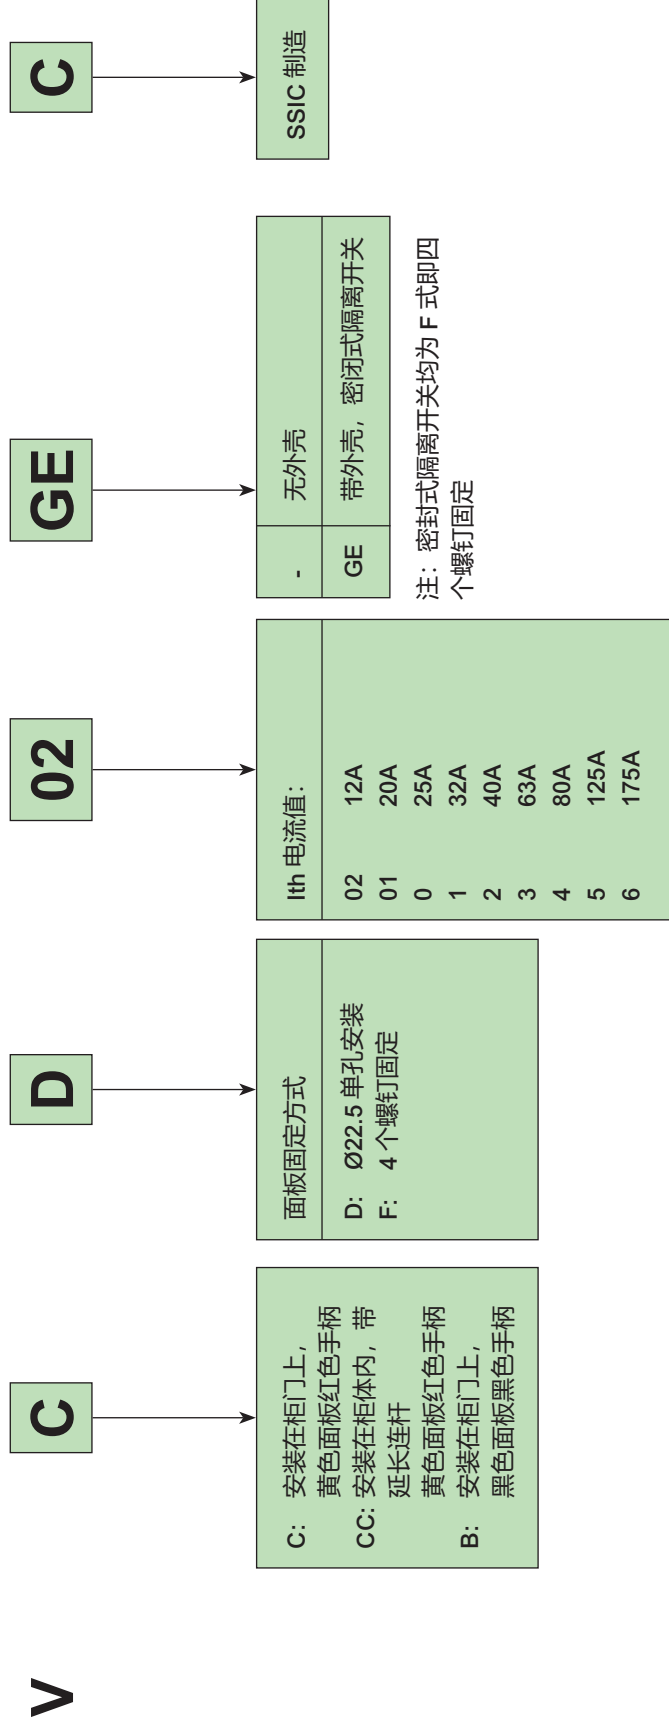 V
C
D
02
GE
C
C: 安装在柜门上,
黄色面板红色手柄
CC: 安装在柜体内, 带
延长连杆
黄色面板红色手柄
B: 安装在柜门上,
黑色面板黑色手柄
面板固定方式
D: Ø22.5 单孔安装
F: 4 个螺钉固定
Ith 电流值:
02 12A
01 20A
0 25A
1 32A
2 40A
3 63A
4 80A
5 125A
6 175A
- 无外壳
GE 带外壳, 密闭式隔离开关
注: 密封式隔离开关均为 F 式即四
个螺钉固定
SSIC 制造